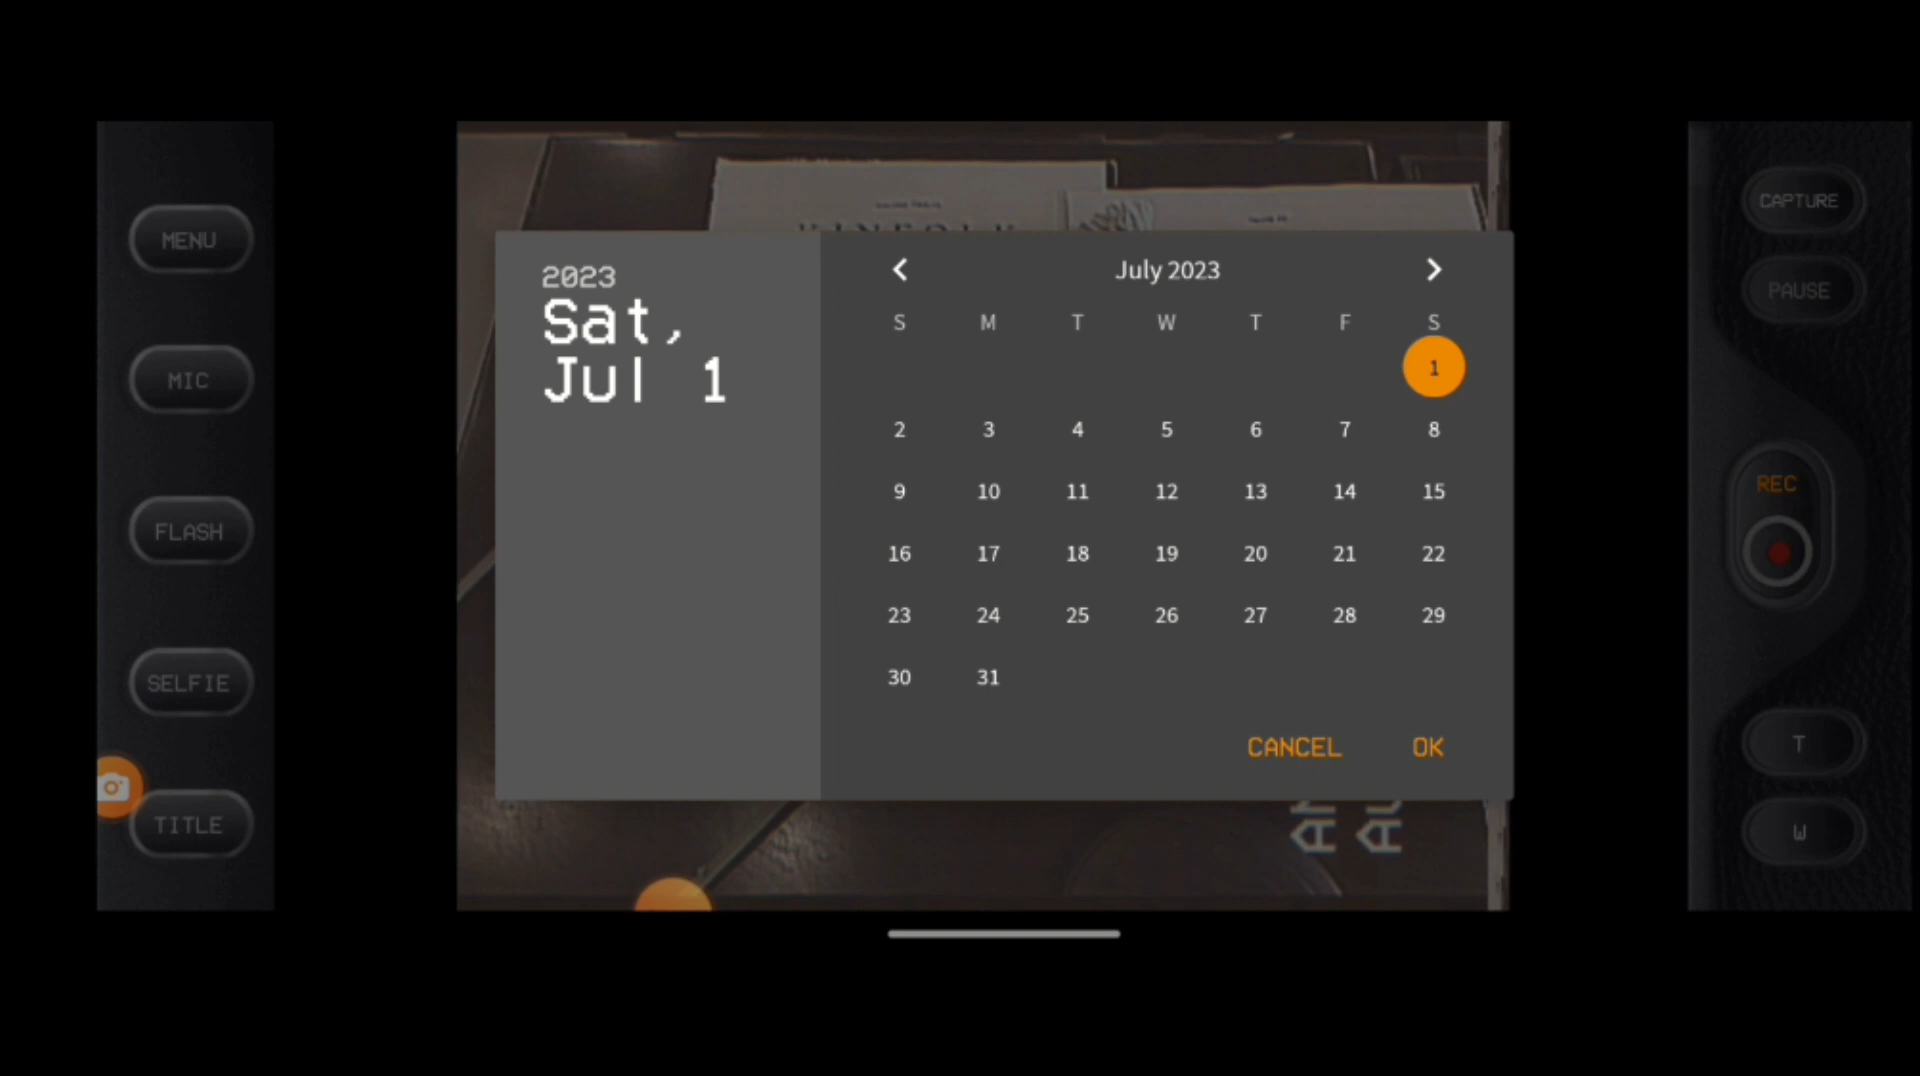 MENU
MIC
FLASH
SELFIE
TITLE
2023
Sat,
Jul 1
July 2023
S M T W T F S
1
2 3 4 5 6 7 8
9 10 11 12 13 14 15
16 17 18 19 20 21 22
23 24 25 26 27 28 29
30 31
CANCEL OK
CAPTURE
PAUSE
REC
T
W